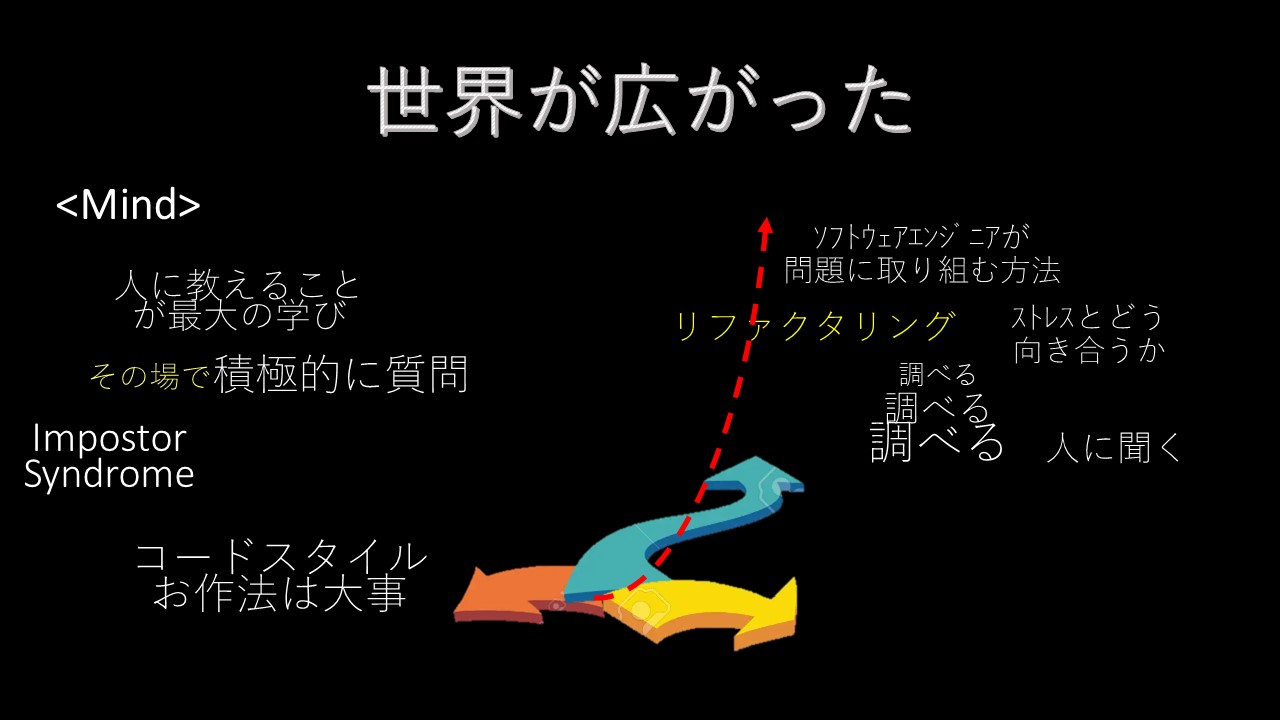 世界が広がった
<Mind>
人に教えること
が最大の学び
その場で積極的に質問
Impostor
Syndrome
コードスタイル
お作法は大事
ｿﾌﾄｳｪｱエﾝｼﾞニアが
問題に取り組む方法
リファクタリング
ｽﾄﾚｽとどう
向き合うか
調べる
調べる
調べる
人に聞く